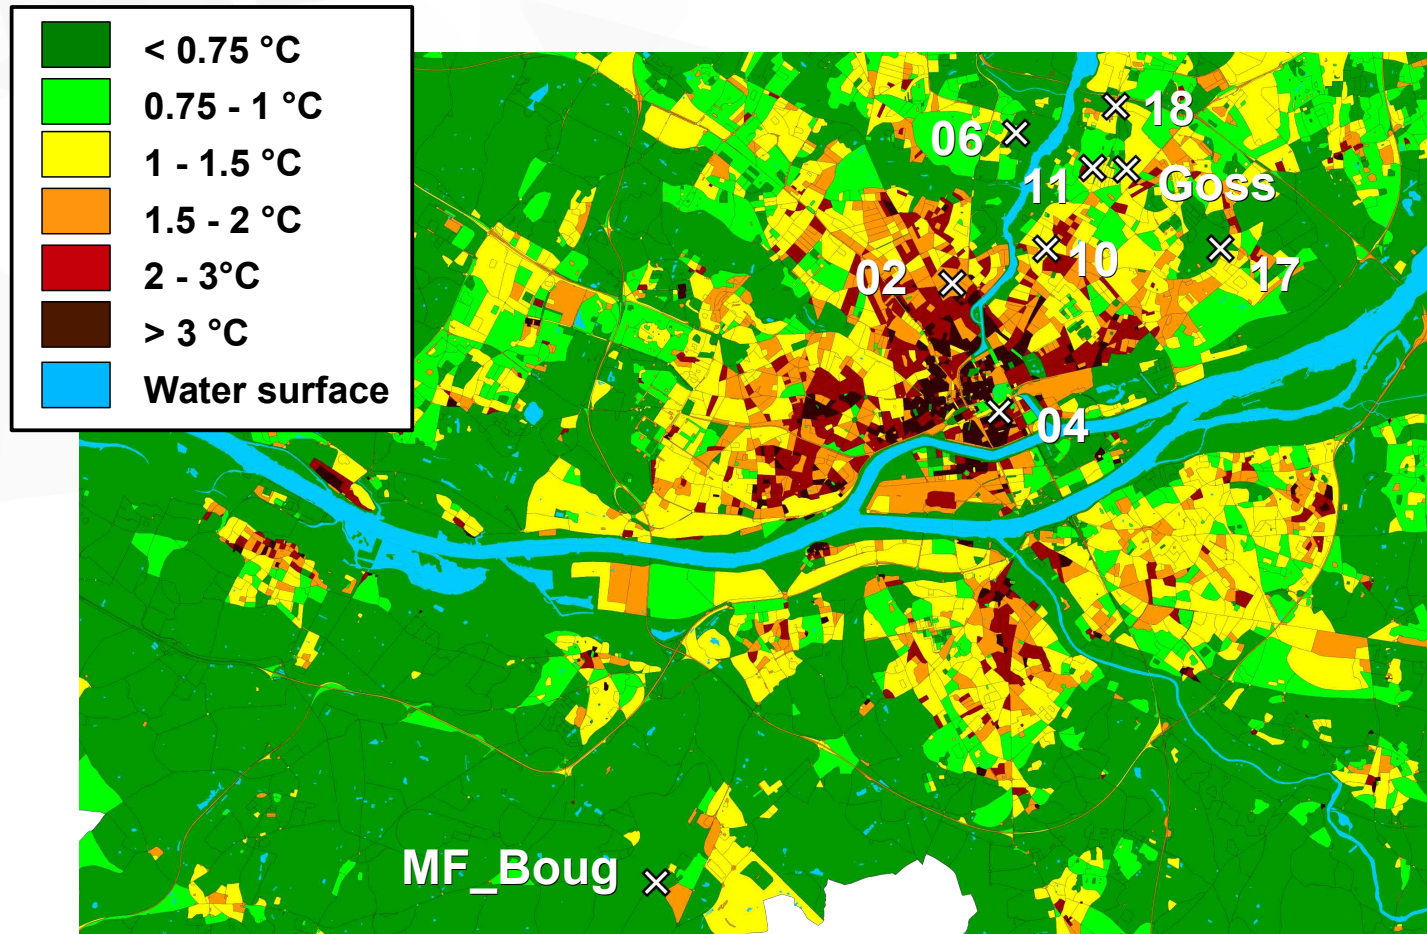 < 0.75 °C
0.75 - 1 °C
1 - 1.5 °C
1.5 - 2 °C
2 - 3°C
> 3 °C
Water surface
18
06
11
Goss
10
17
02
04
MF_Boug